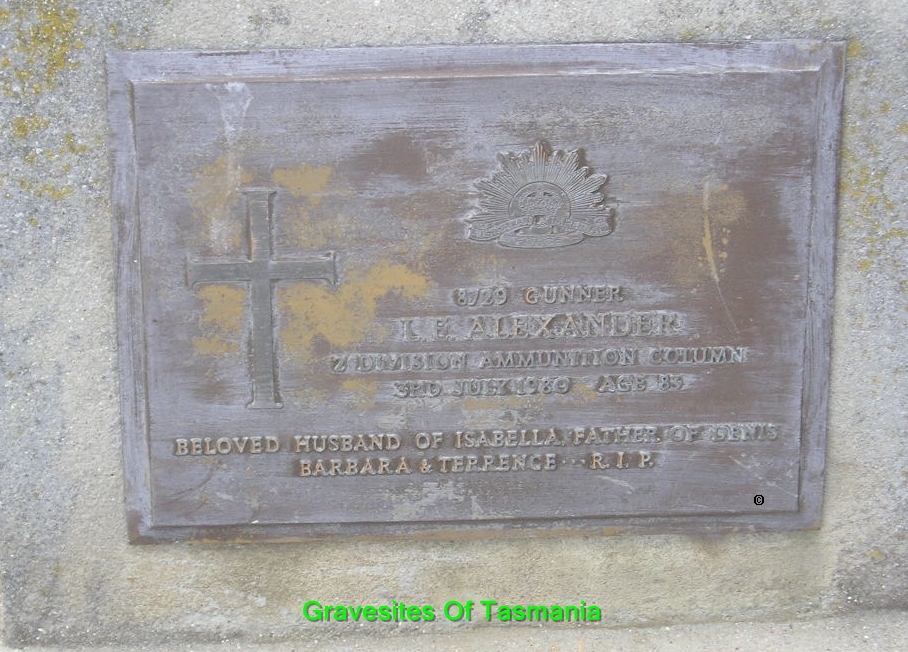 8729 GUNNER
ALEXANDER
2 DIVISION AMMUNITION COLUMN
3RD JULY 1980 AGE 83
BELOVED HUSBAND OF ISABELLA, FATHER OF DENIS
BARBARA & TERRENCE ··· R.I.P.
©
Gravesites Of Tasmania